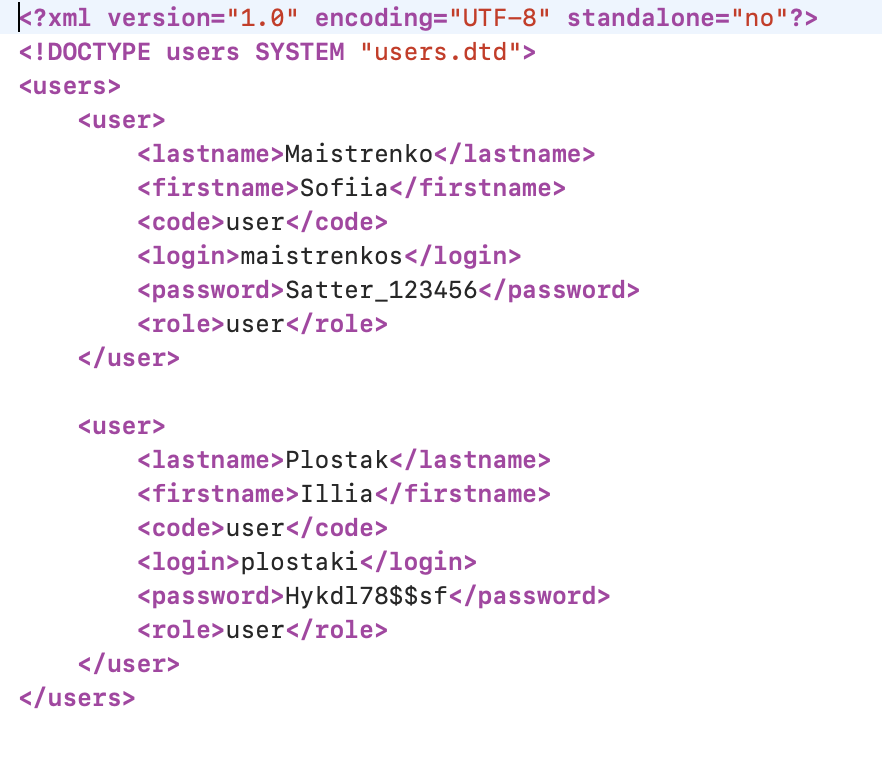 <?xml version="1.0" encoding="UTF-8" standalone="no"?>
<!DOCTYPE users SYSTEM "users.dtd">
<users>
    <user>
        <lastname>Maistrenko</lastname>
        <firstname>Sofiia</firstname>
        <code>user</code>
        <login>maistrenkos</login>
        <password>Satter_123456</password>
        <role>user</role>
    </user>

    <user>
        <lastname>Plostak</lastname>
        <firstname>Illia</firstname>
        <code>user</code>
        <login>plostaki</login>
        <password>Hykdl78$$sf</password>
        <role>user</role>
    </user>
</users>